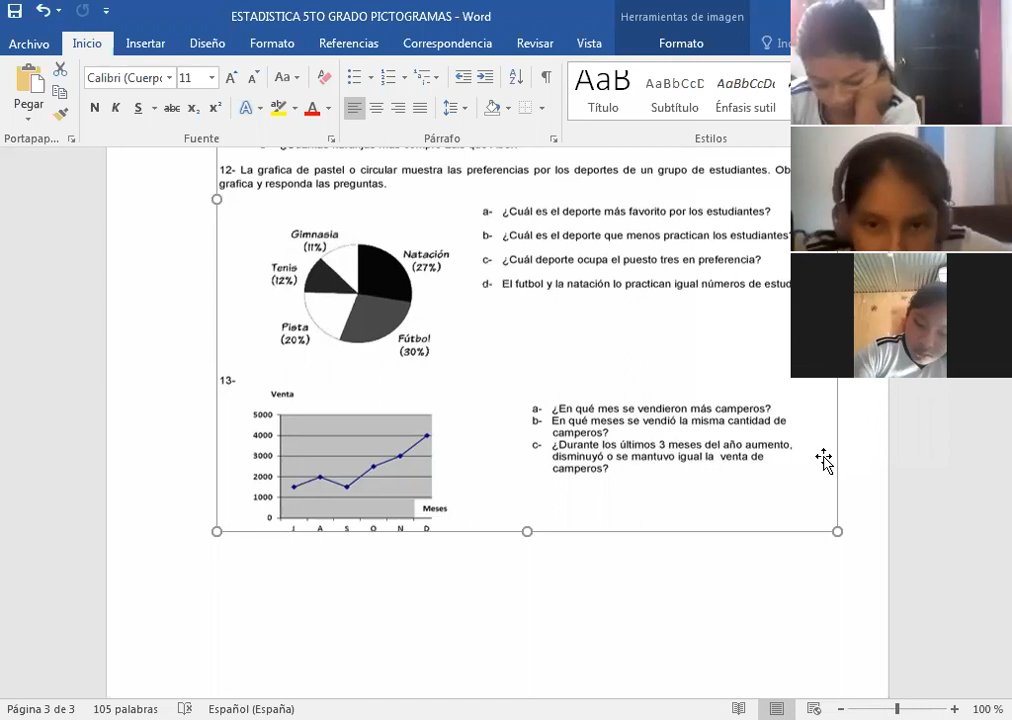 ESTADISTICA 5TO GRADO PICTOGRAMAS - Word
Herramientas de imagen
Archivo Inicio Insertar Diseño Formato Referencias Correspondencia Revisar Vista Formato
Pegar
Calibri (Cuerpo 11 A A Aa
N K S abc x₂ x² A A
AaB AaBbCcD AaBbCcDc
Título Subtítulo Énfasis sutil
Portapap... Fuente Párrafo Estilos
12- La grafica de pastel o circular muestra las preferencias por los deportes de un grupo de estudiantes. Ob
grafica y responda las preguntas.
a- ¿Cuál es el deporte más favorito por los estudiantes?
b- ¿Cuál es el deporte que menos practican los estudiantes?
c- ¿Cuál deporte ocupa el puesto tres en preferencia?
d- El futbol y la natación lo practican igual números de estud
Gimnasia
(11%)
Natación
(27%)
Tenis
(12%)
Pista
(20%)
Fútbol
(30%)
13-
Venta
5000
4000
3000
2000
1000
0
J A S O N D
Meses
a- ¿En qué mes se vendieron más camperos?
b- En qué meses se vendió la misma cantidad de
camperos?
c- ¿Durante los últimos 3 meses del año aumento,
disminuyó o se mantuvo igual la venta de
camperos?
Página 3 de 3 105 palabras Español (España) 100 %